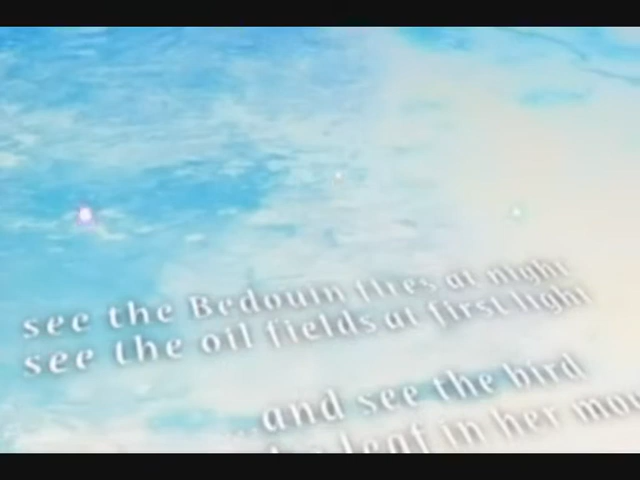 see the Bedouin fires at night
see the oil fields at first light
...and see the bird
leaf in her mou